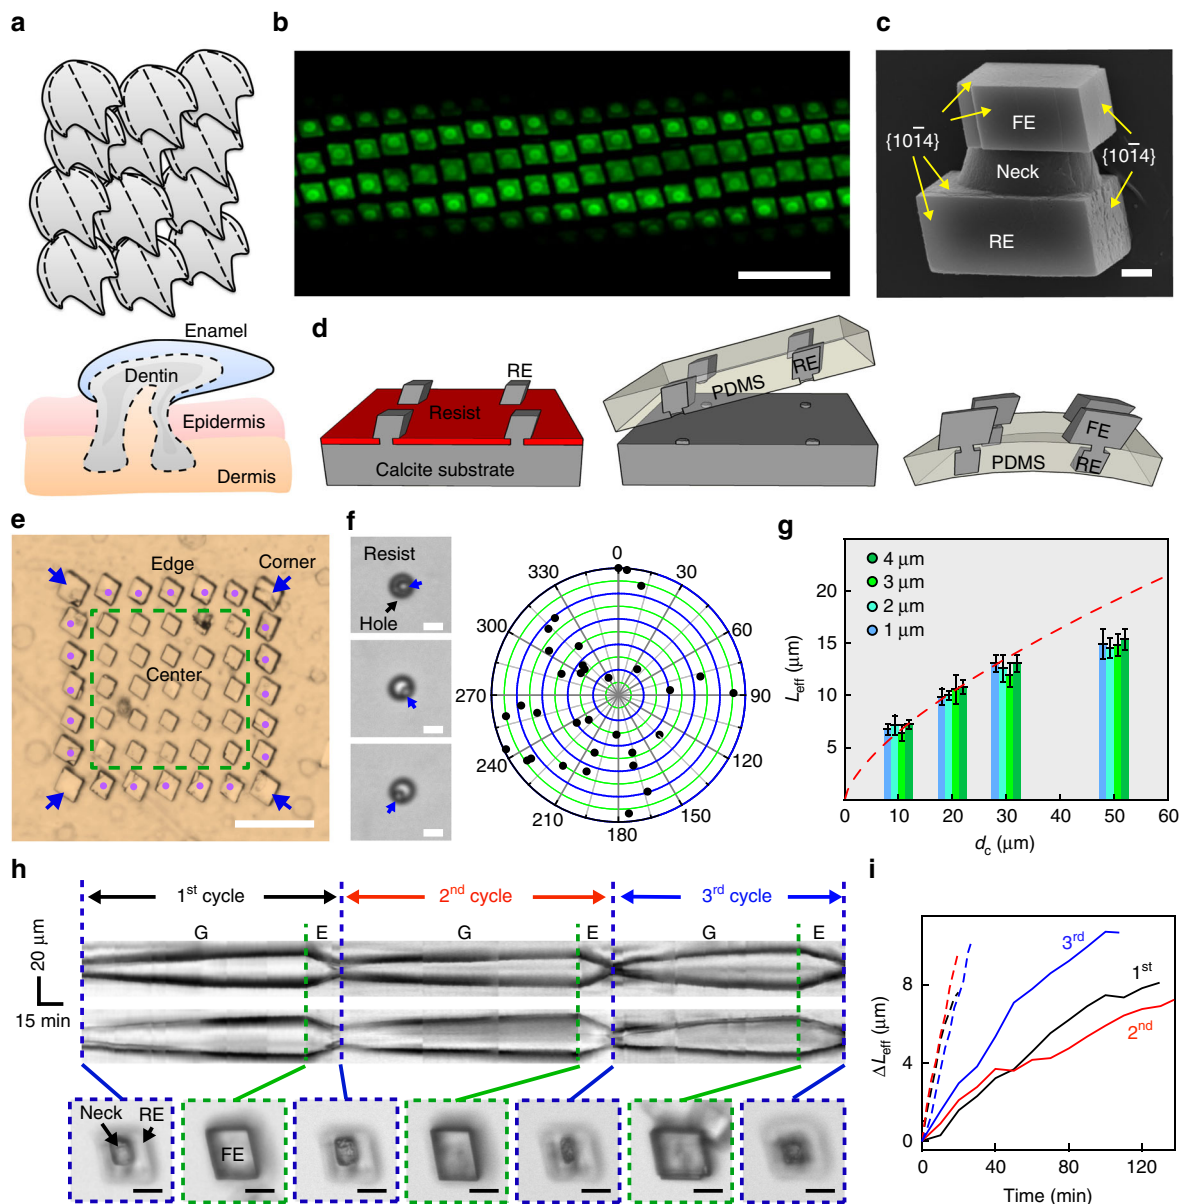 a
Enamel
Dentin
Epidermis
Dermis
b
c
FE
{101̄4}
Neck
{101̄4}
RE
d
RE
Resist
Calcite substrate
RE
PDMS
FE
PDMS
RE
e
Edge
Corner
Center
f
Resist
Hole
0
30
60
90
120
150
180
210
240
270
300
330
g
4 μm
3 μm
2 μm
1 μm
20
15
10
5
L_eff (μm)
0
10
20
30
40
50
60
d_c (μm)
h
1st cycle
2nd cycle
3rd cycle
G
E
G
E
G
E
20 μm
15 min
Neck
RE
FE
i
3rd
1st
2nd
8
4
0
ΔL_eff (μm)
0
40
80
120
Time (min)